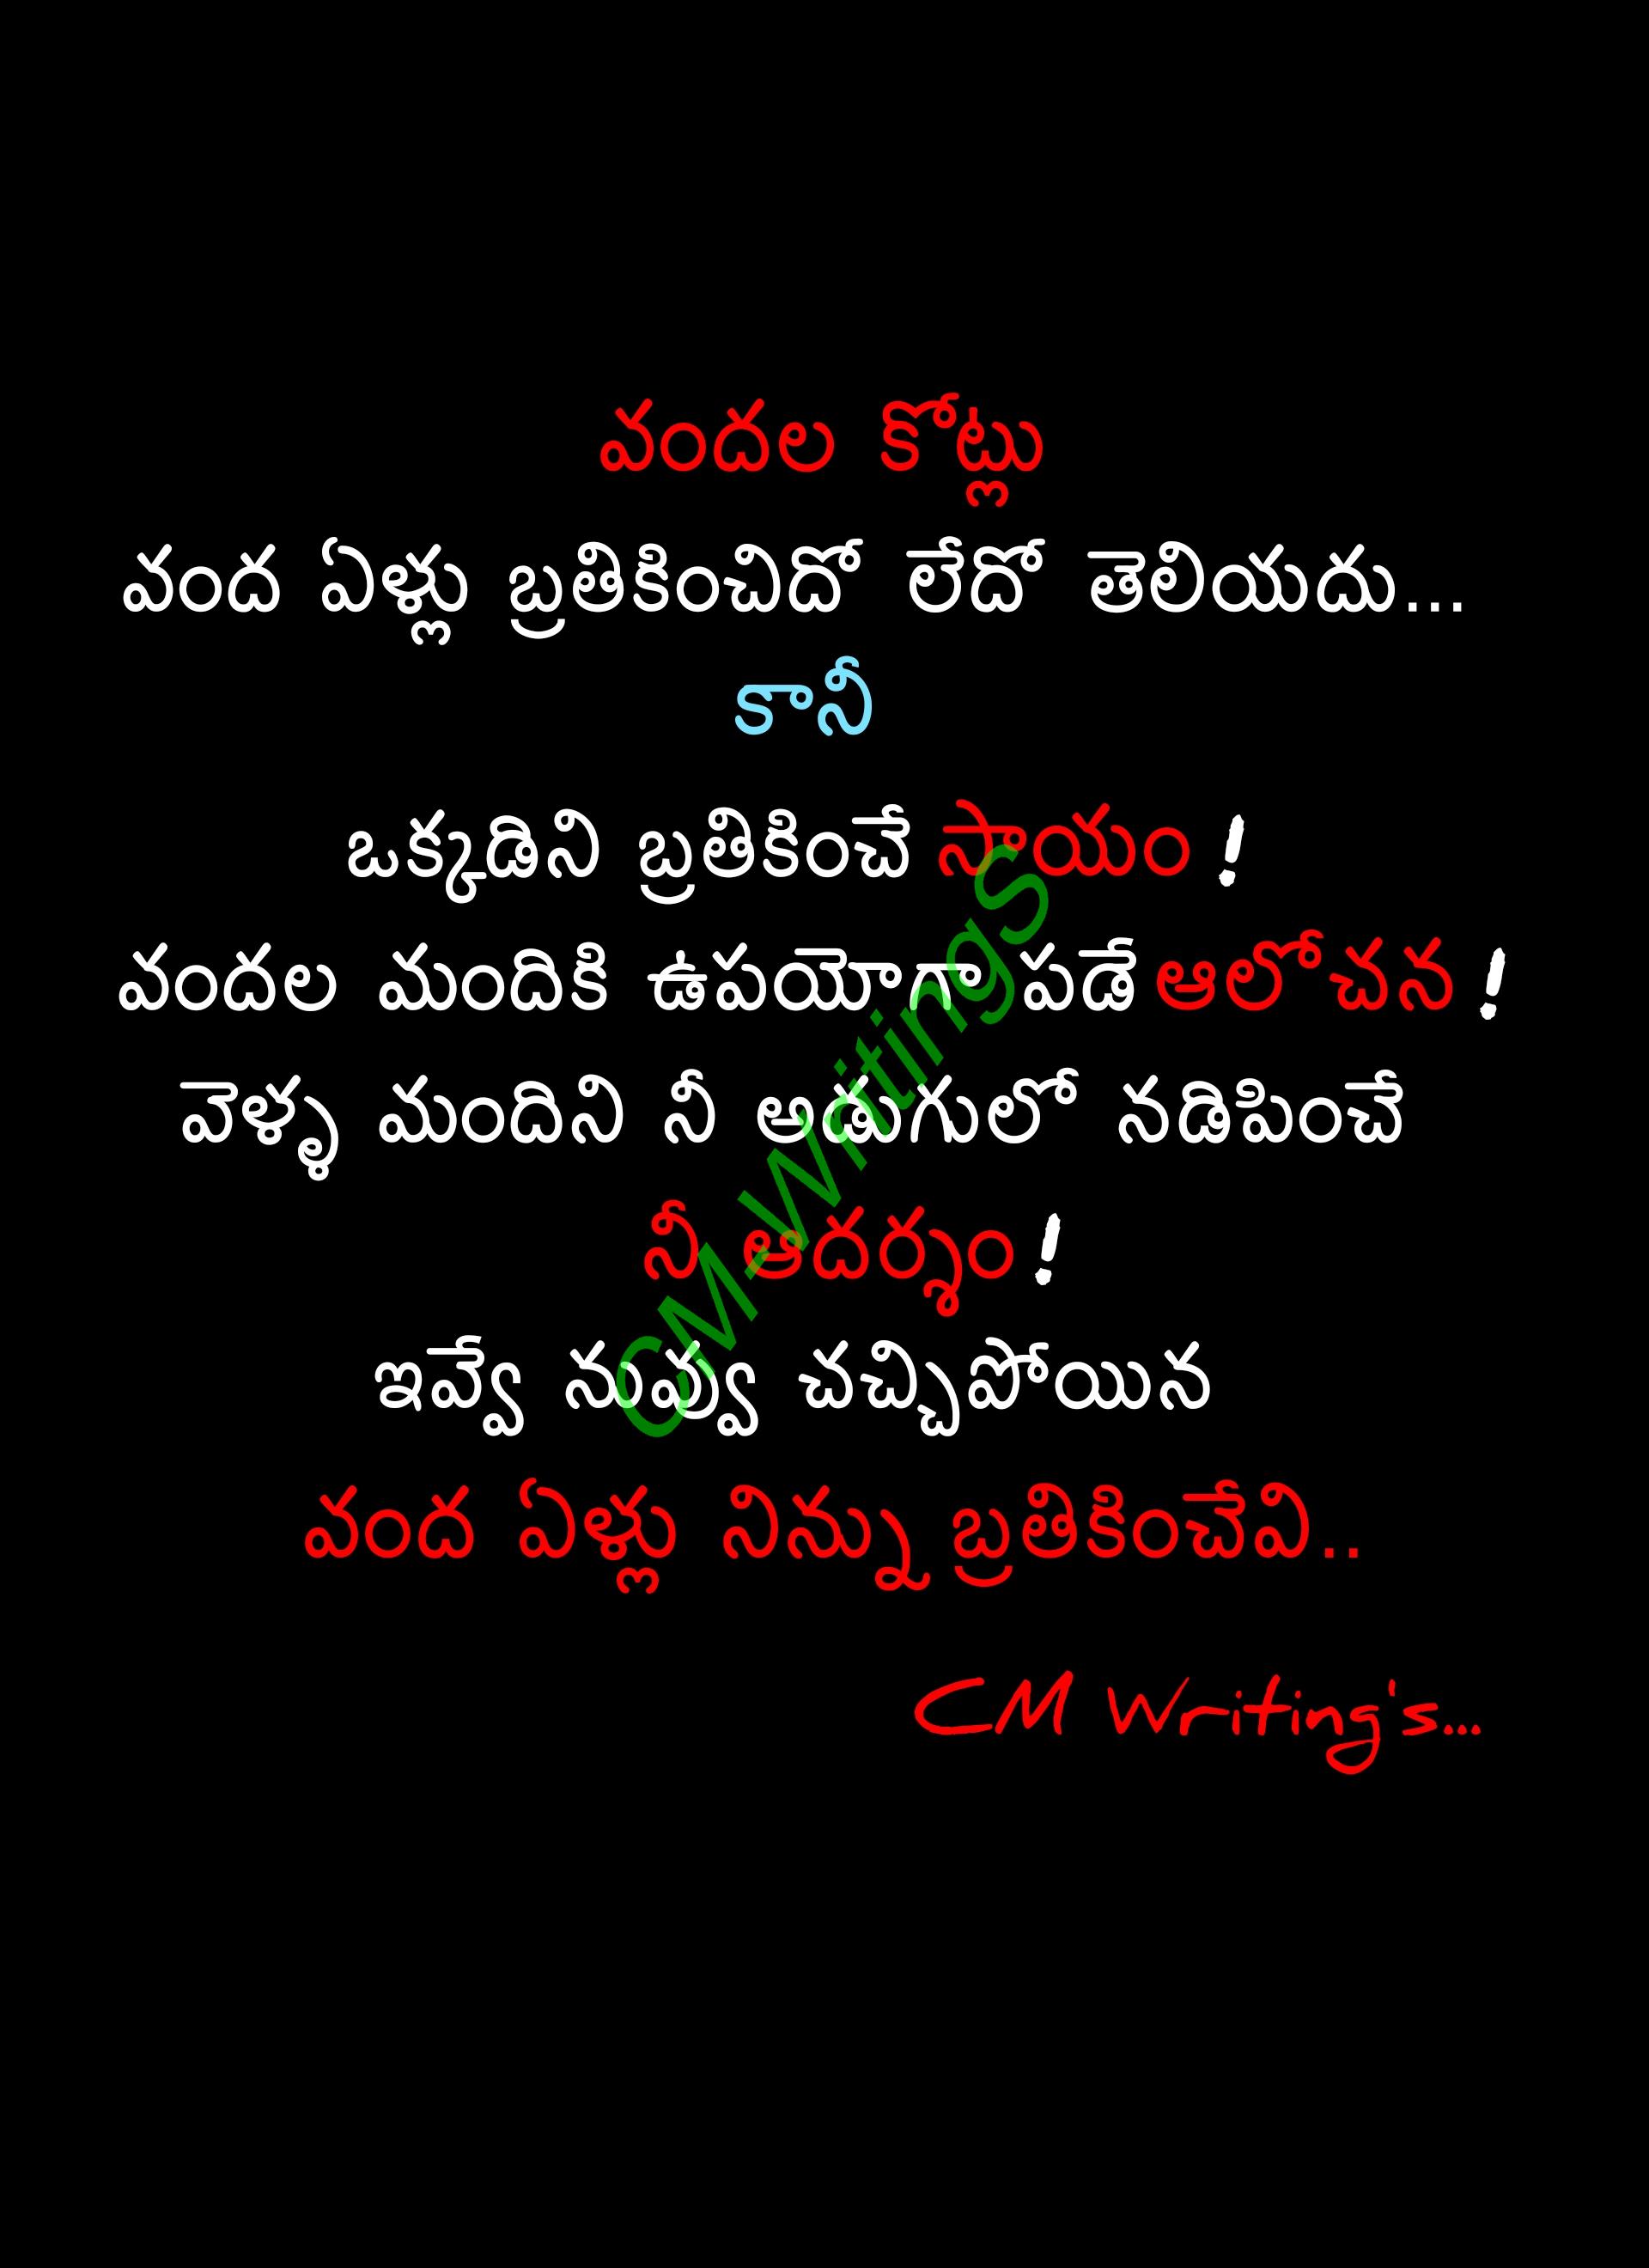 వందల కోట్లు
వంద ఏళ్లు బ్రతికించిదో లేదో తెలియదు...
కానీ
ఒక్కడిని బ్రతికించే సాయం!
వందల మందికి ఉపయోగా పడే ఆలోచన!
వెళ్ళ మందిని నీ అడుగులో నడిపించే
నీ ఆదర్శం!
ఇవ్వే నువ్వు చచ్చిపోయిన
వంద ఏళ్లు నిన్ను బ్రతికించేవి..
CM Writing's...
CM Writings